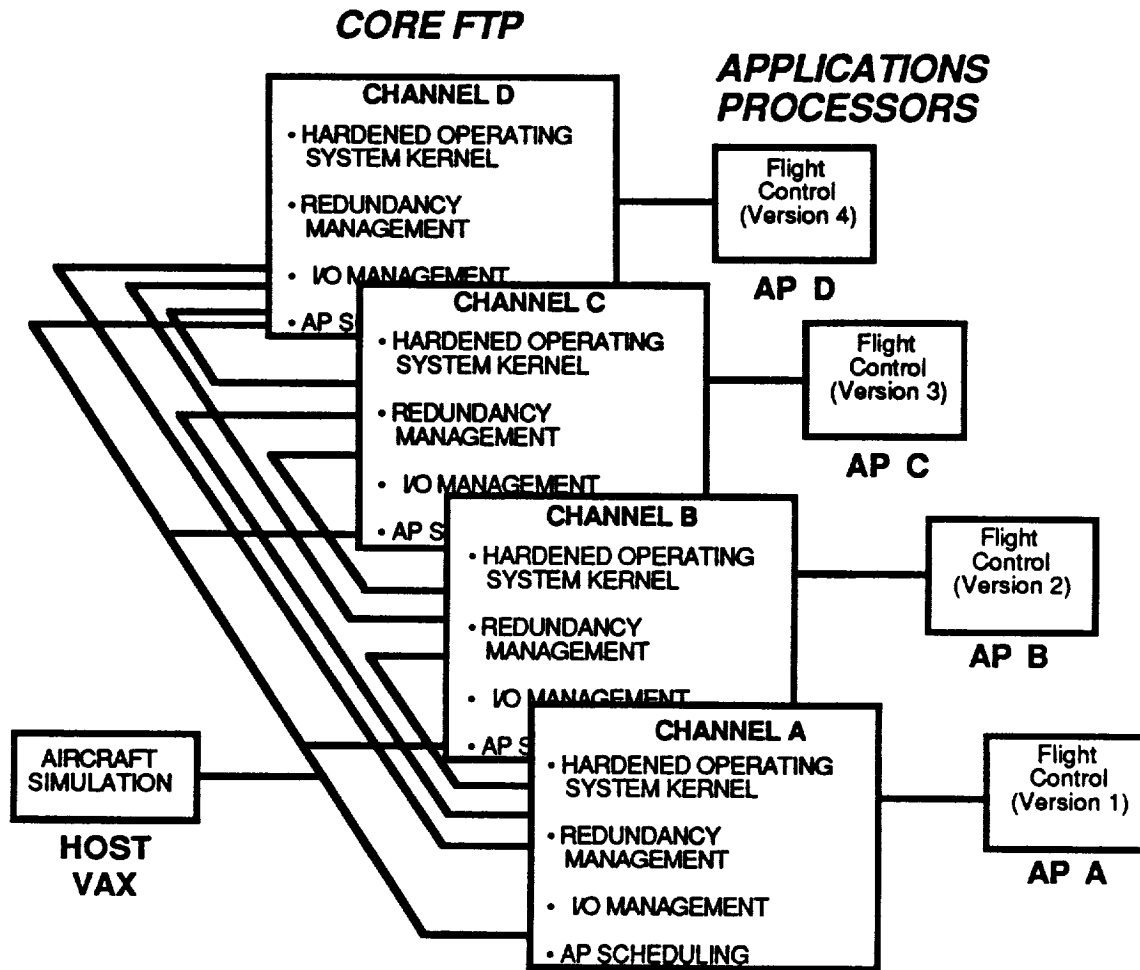 CORE FTP
APPLICATIONS
PROCESSORS
CHANNEL D
• HARDENED OPERATING
SYSTEM KERNEL
• REDUNDANCY
MANAGEMENT
• I/O MANAGEMENT
• AP S
Flight
Control
(Version 4)
AP D
CHANNEL C
• HARDENED OPERATING
SYSTEM KERNEL
• REDUNDANCY
MANAGEMENT
• I/O MANAGEMENT
• AP S
Flight
Control
(Version 3)
AP C
CHANNEL B
• HARDENED OPERATING
SYSTEM KERNEL
• REDUNDANCY
MANAGEMENT
• I/O MANAGEMENT
• AP S
Flight
Control
(Version 2)
AP B
CHANNEL A
• HARDENED OPERATING
SYSTEM KERNEL
• REDUNDANCY
MANAGEMENT
• I/O MANAGEMENT
• AP SCHEDULING
Flight
Control
(Version 1)
AP A
AIRCRAFT
SIMULATION
HOST
VAX